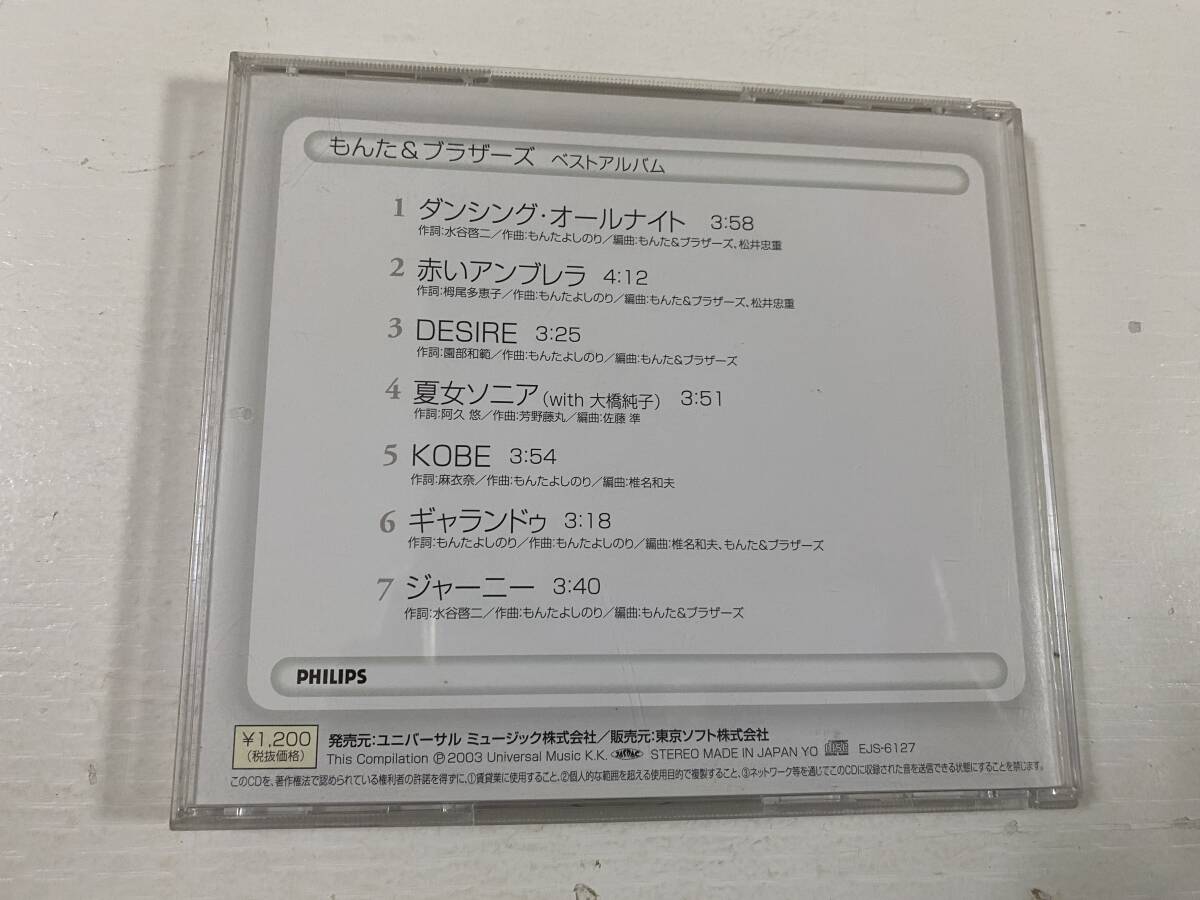 もんた＆ブラザーズ ベストアルバム
1 ダンシング・オールナイト 3:58
作詞:水谷啓二／作曲:もんたよしのり／編曲:もんた&ブラザーズ、松井忠重
2 赤いアンブレラ 4:12
作詞:栂尾多恵子／作曲:もんたよしのり／編曲:もんた&ブラザーズ、松井忠重
3 DESIRE 3:25
作詞:園部和範／作曲:もんたよしのり／編曲:もんた&ブラザーズ
4 夏女ソニア (with 大橋純子) 3:51
作詞:阿久 悠／作曲:芳野藤丸／編曲:佐藤 準
5 KOBE 3:54
作詞:麻衣奈／作曲:もんたよしのり／編曲:椎名和夫
6 ギャランドゥ 3:18
作詞:もんたよしのり／作曲:もんたよしのり／編曲:椎名和夫、もんた&ブラザーズ
7 ジャーニー 3:40
作詞:水谷啓二／作曲:もんたよしのり／編曲:もんた&ブラザーズ
PHILIPS
¥1,200
(税抜価格)
発売元:ユニバーサル ミュージック株式会社／販売元:東京ソフト株式会社
This Compilation ℗2003 Universal Music K.K. STEREO MADE IN JAPAN YO EJS-6127
このCDを、著作権法で認められている権利者の許諾を得ずに、①賃貸業に使用すること、②個人的な範囲を超える使用目的で複製すること、③ネットワーク等を通じてこのCDに収録された音を送信できる状態にすることを禁じます。